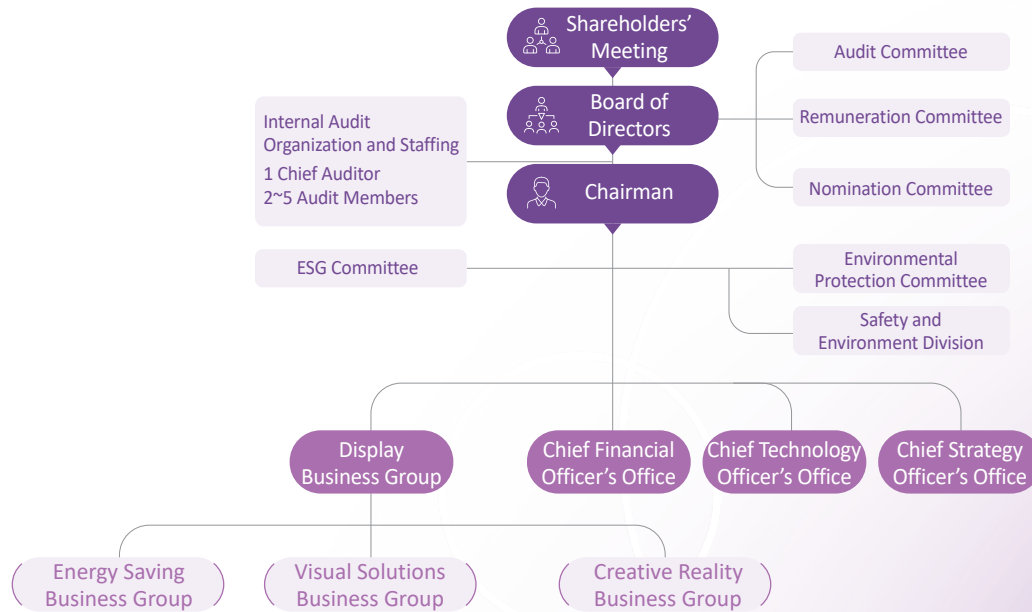 Shareholders’
Meeting
Board of
Directors
Chairman
Audit Committee
Remuneration Committee
Nomination Committee
Internal Audit
Organization and Staffing
1 Chief Auditor
2~5 Audit Members
ESG Committee
Environmental
Protection Committee
Safety and
Environment Division
Display
Business Group
Chief Financial
Officer’s Office
Chief Technology
Officer’s Office
Chief Strategy
Officer’s Office
Energy Saving
Business Group
Visual Solutions
Business Group
Creative Reality
Business Group